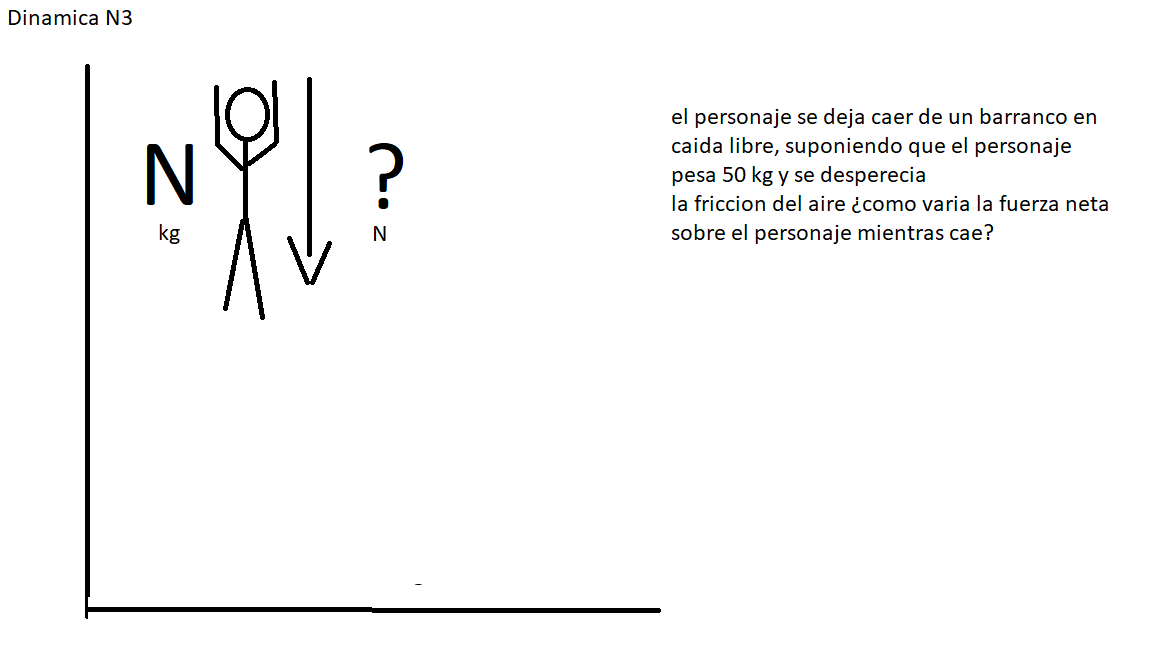 Dinamica N3
N
kg
?
N
el personaje se deja caer de un barranco en
caida libre, suponiendo que el personaje
pesa 50 kg y se desperecia
la friccion del aire ¿como varia la fuerza neta
sobre el personaje mientras cae?